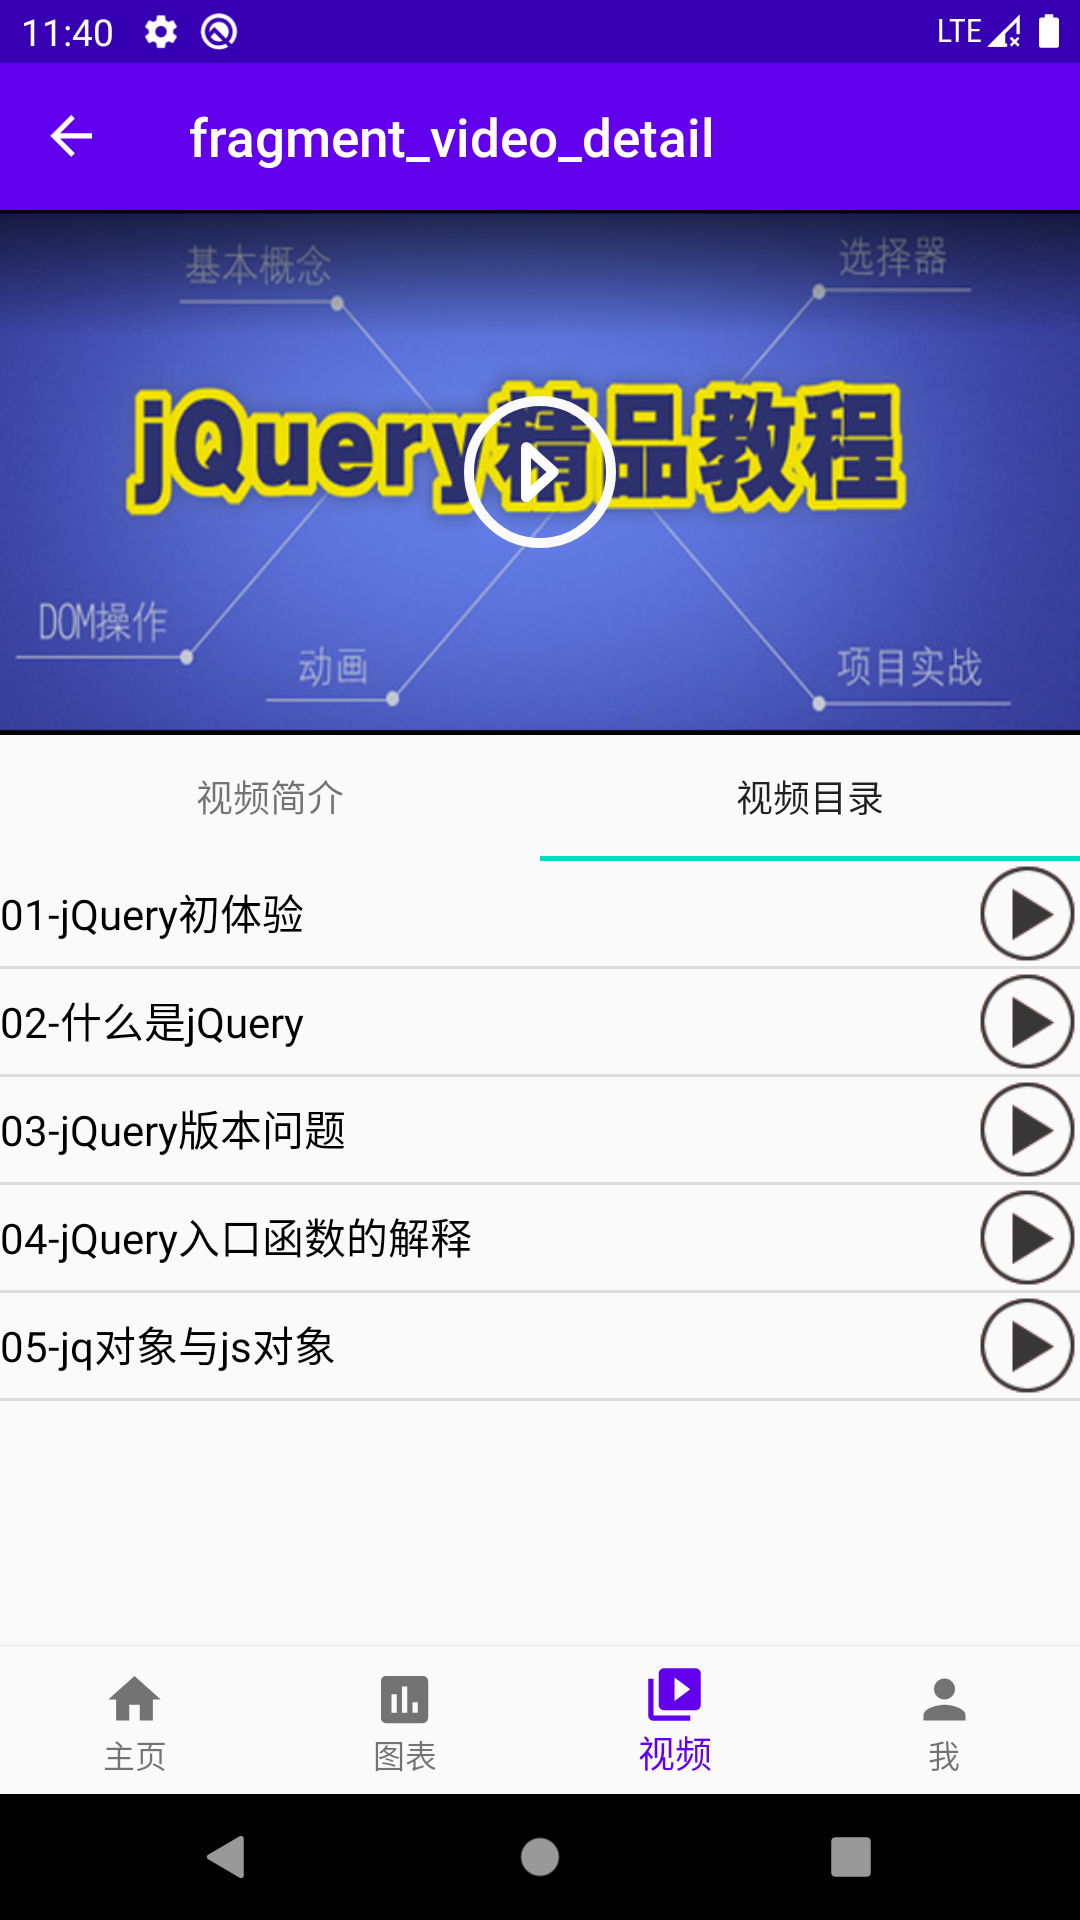 11:40
LTE
fragment_video_detail
基本概念
选择器
jQuery精品教程
DOM操作
动画
项目实战
视频简介
视频目录
01-jQuery初体验
02-什么是jQuery
03-jQuery版本问题
04-jQuery入口函数的解释
05-jq对象与js对象
主页
图表
视频
我